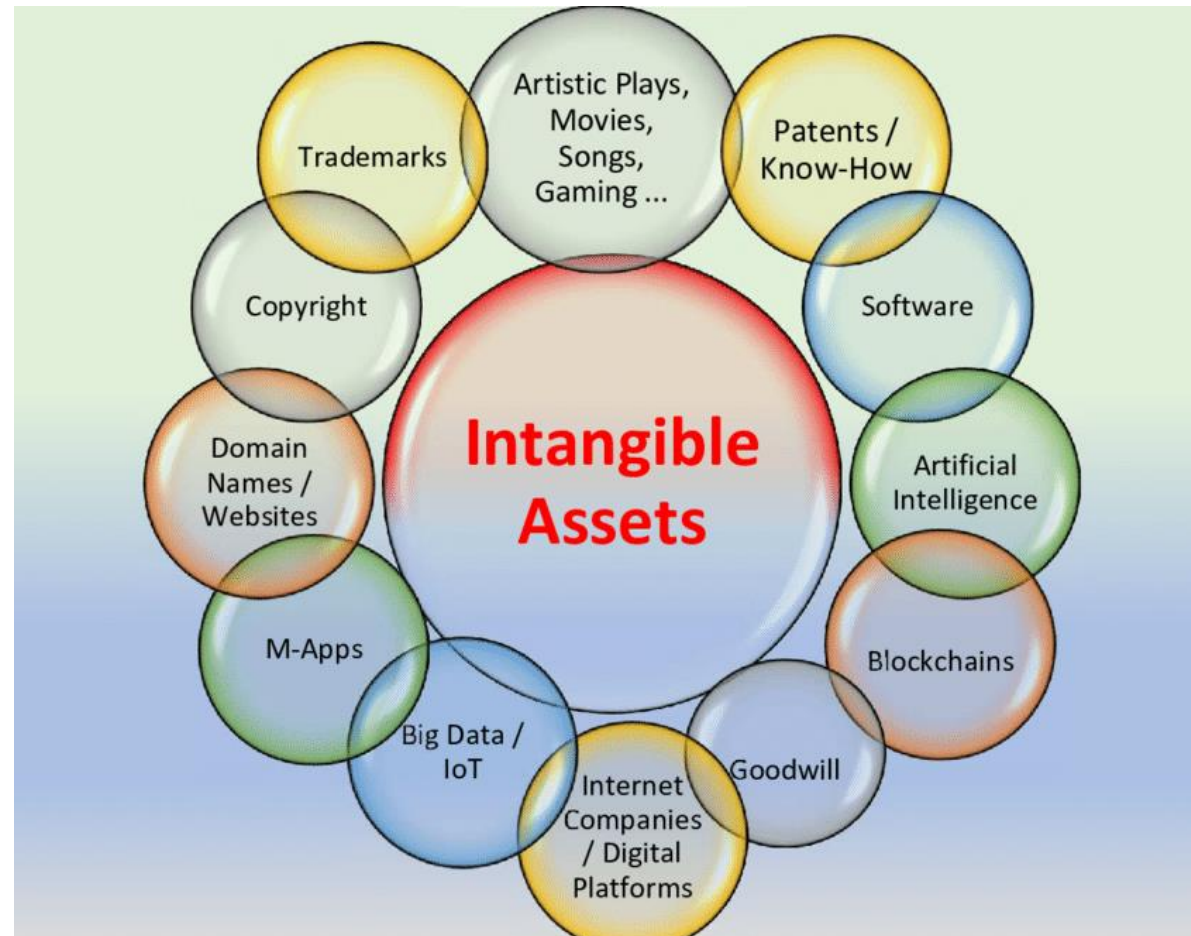 Intangible
Assets
Artistic Plays,
Movies,
Songs,
Gaming ...
Patents /
Know-How
Software
Artificial
Intelligence
Blockchains
Goodwill
Internet
Companies
/ Digital
Platforms
Big Data /
IoT
M-Apps
Domain
Names /
Websites
Copyright
Trademarks